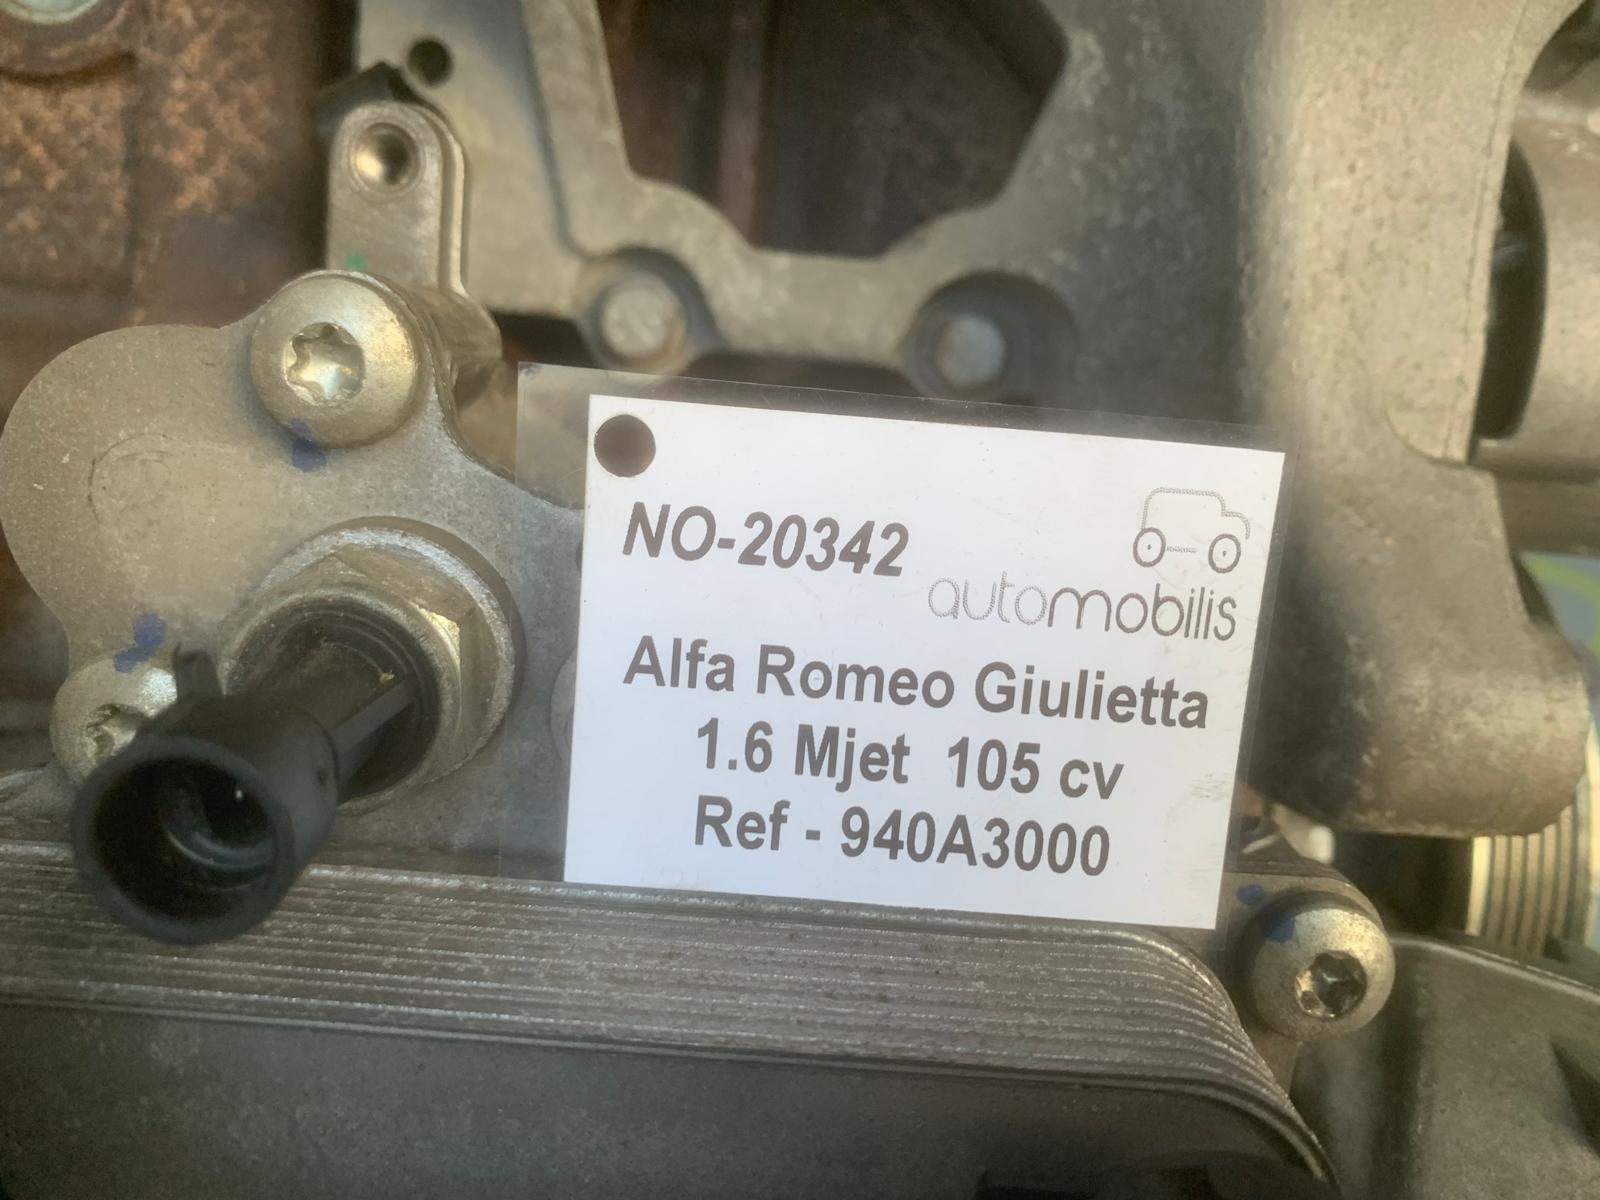 NO-20342
automobilis
Alfa Romeo Giulietta
1.6 Mjet 105 cv
Ref - 940A3000